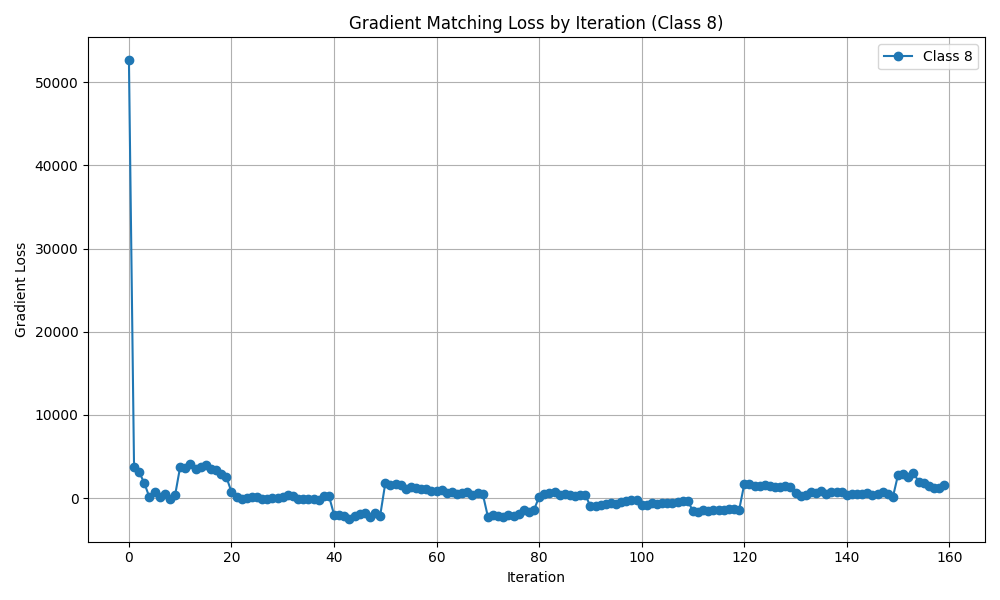 Gradient Matching Loss by Iteration (Class 8)
Class 8
Gradient Loss
50000
40000
30000
20000
10000
0
0 20 40 60 80 100 120 140 160
Iteration